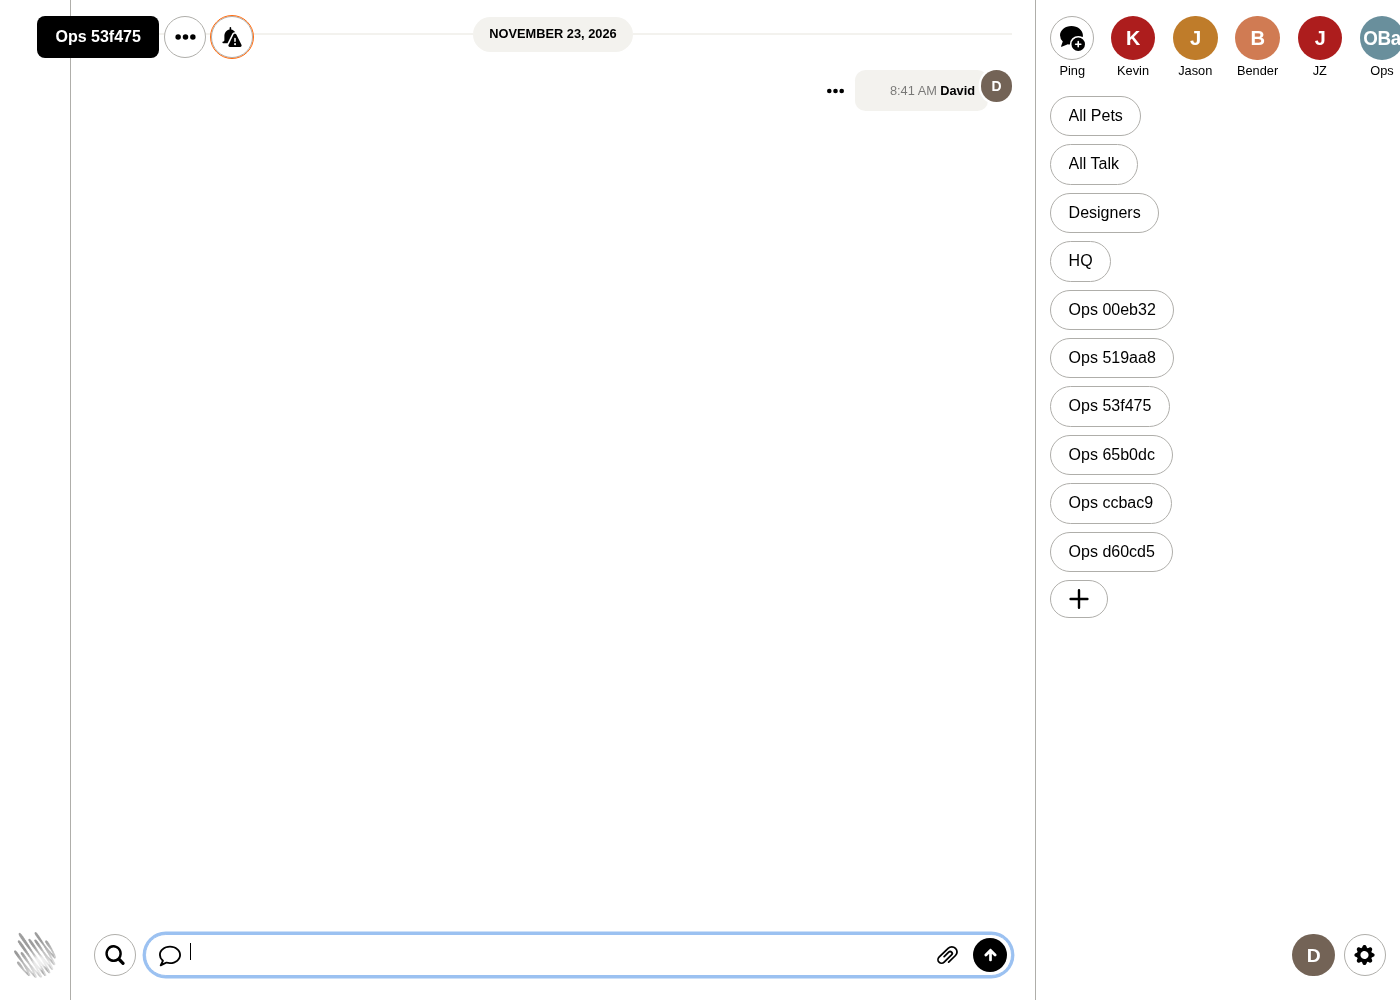 Ops 53f475
NOVEMBER 23, 2026
8:41 AM David
D
K
J
B
J
OBa
Ping
Kevin
Jason
Bender
JZ
Ops
All Pets
All Talk
Designers
HQ
Ops 00eb32
Ops 519aa8
Ops 53f475
Ops 65b0dc
Ops ccbac9
Ops d60cd5
D